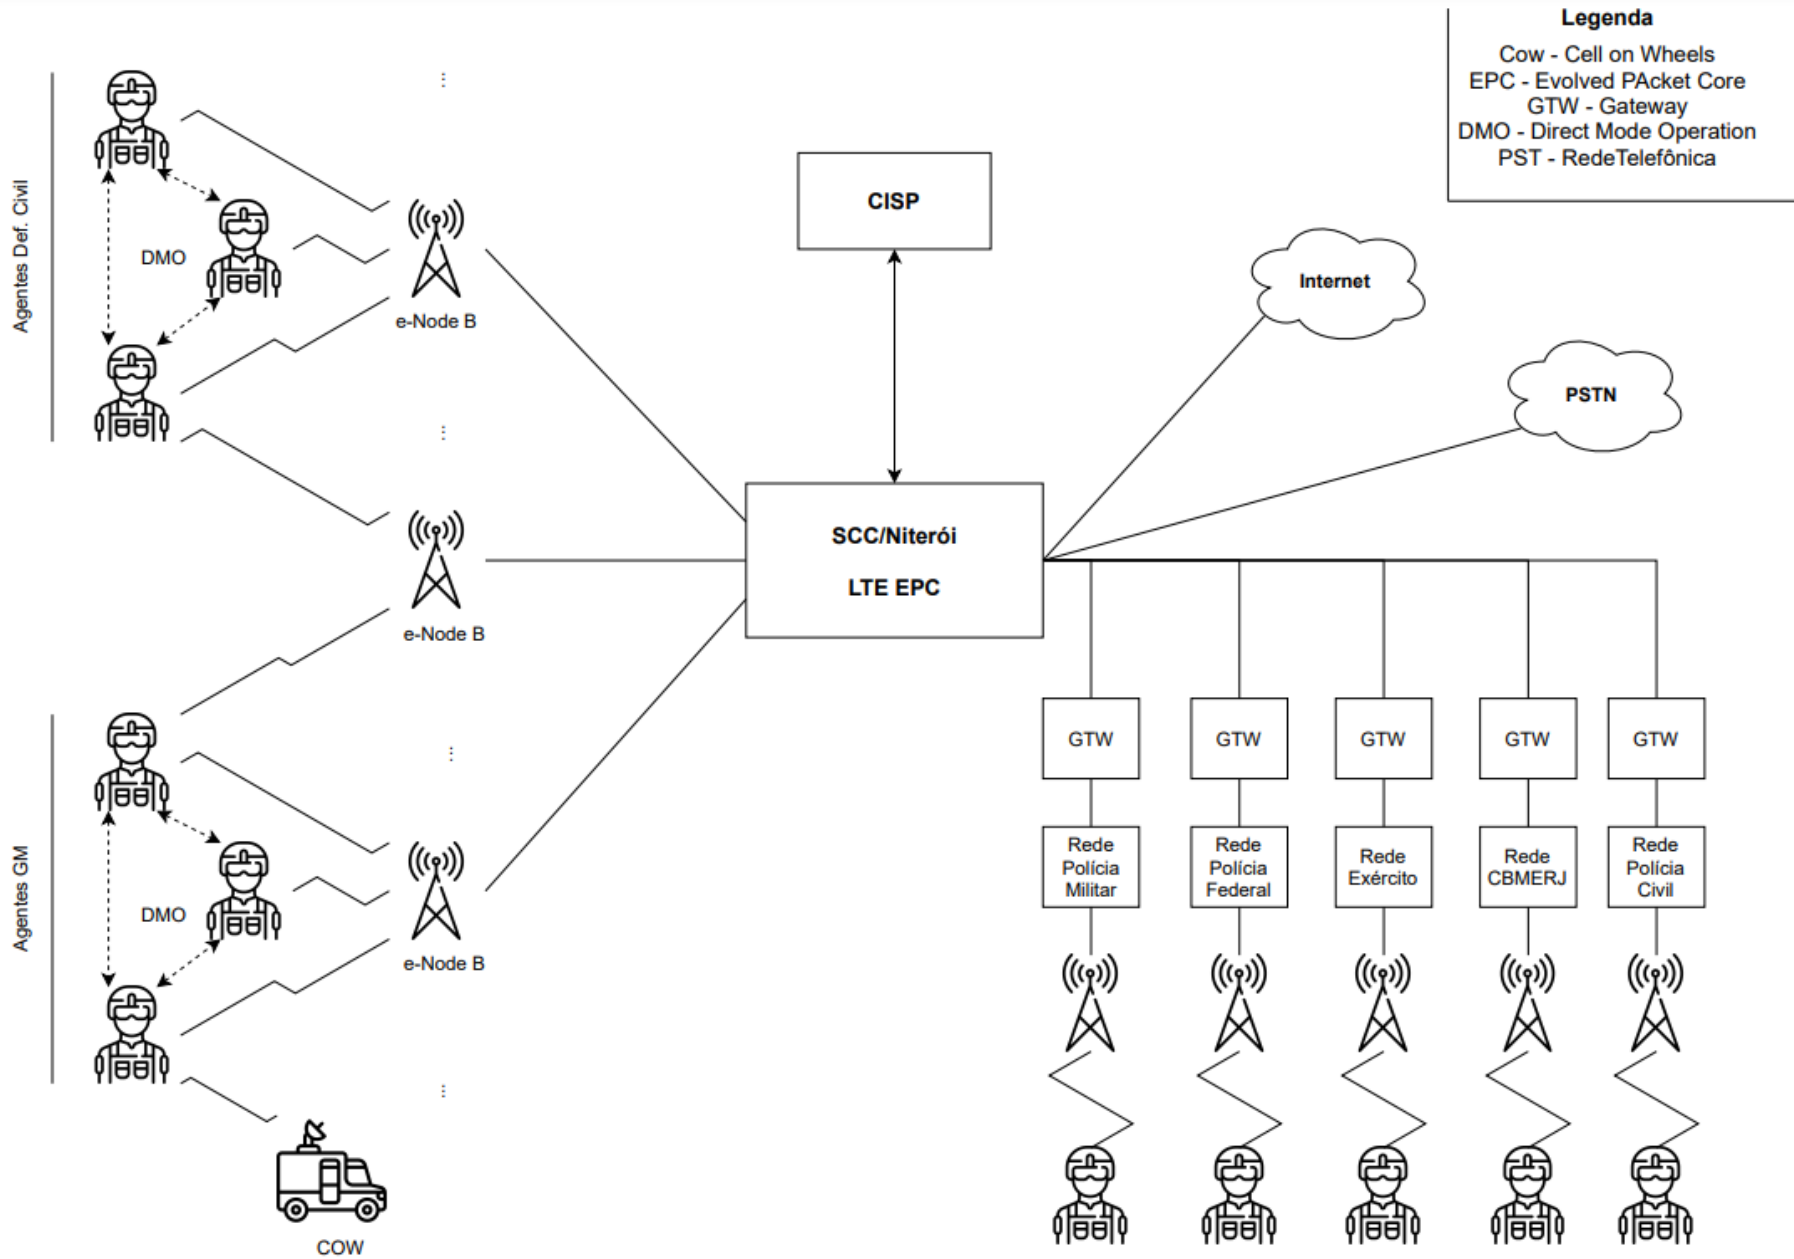 Legenda
Cow - Cell on Wheels
EPC - Evolved PAcket Core
GTW - Gateway
DMO - Direct Mode Operation
PST - RedeTelefônica
Agentes Def. Civil
DMO
e-Node B
CISP
Internet
PSTN
SCC/Niterói
LTE EPC
e-Node B
Agentes GM
DMO
e-Node B
COW
GTW
GTW
GTW
GTW
GTW
Rede
Polícia
Militar
Rede
Polícia
Federal
Rede
Exército
Rede
CBMERJ
Rede
Polícia
Civil